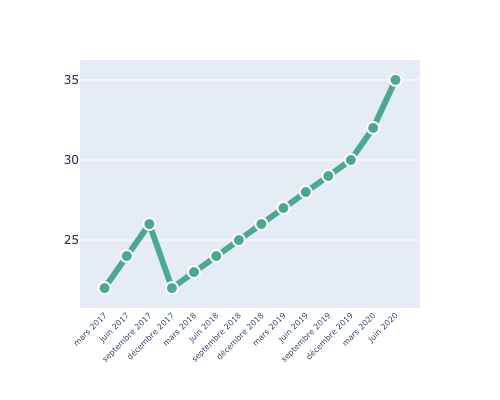 35
30
25
mars 2017
juin 2017
septembre 2017
décembre 2017
mars 2018
juin 2018
septembre 2018
décembre 2018
mars 2019
juin 2019
septembre 2019
décembre 2019
mars 2020
juin 2020